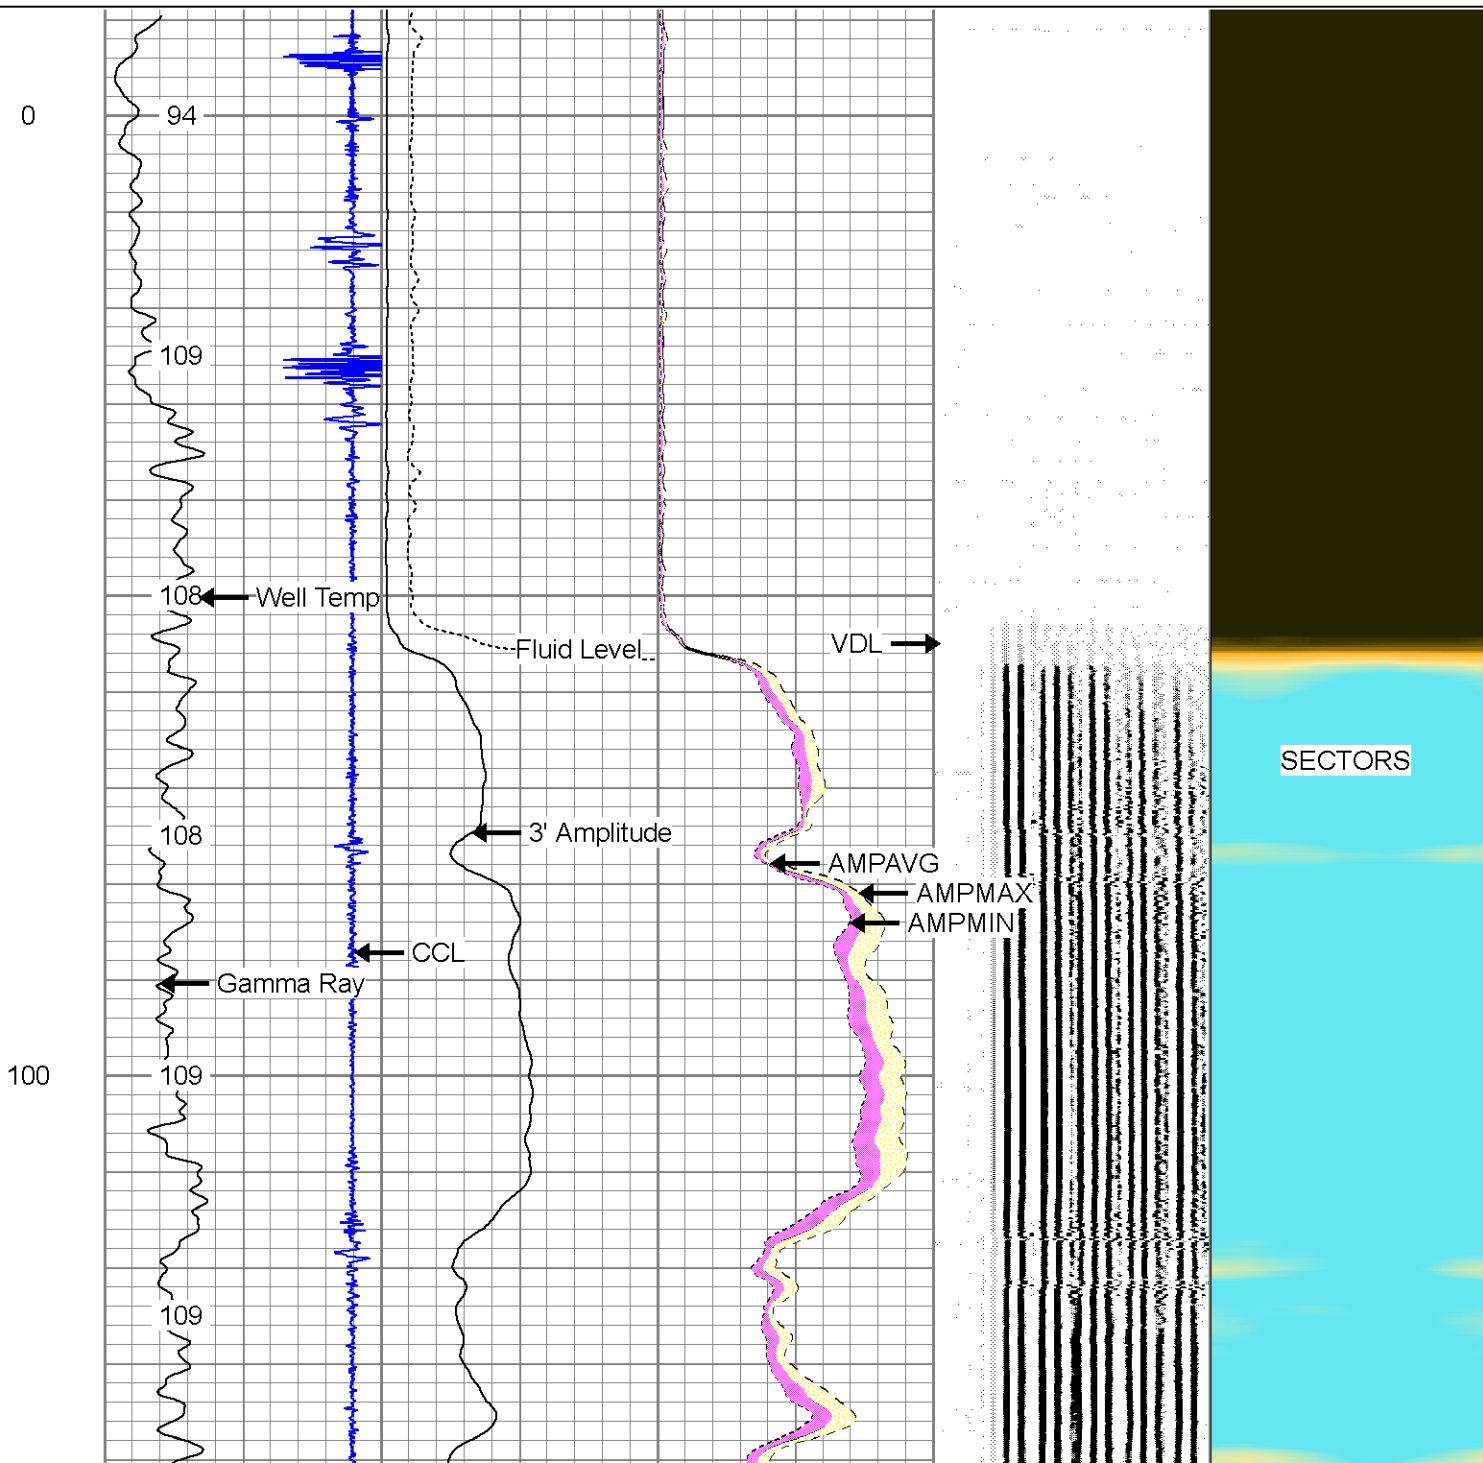 0
94
109
108
Well Temp
Fluid Level
VDL
SECTORS
108
3' Amplitude
AMPAVG
AMPMAX
AMPMIN
CCL
Gamma Ray
100
109
109